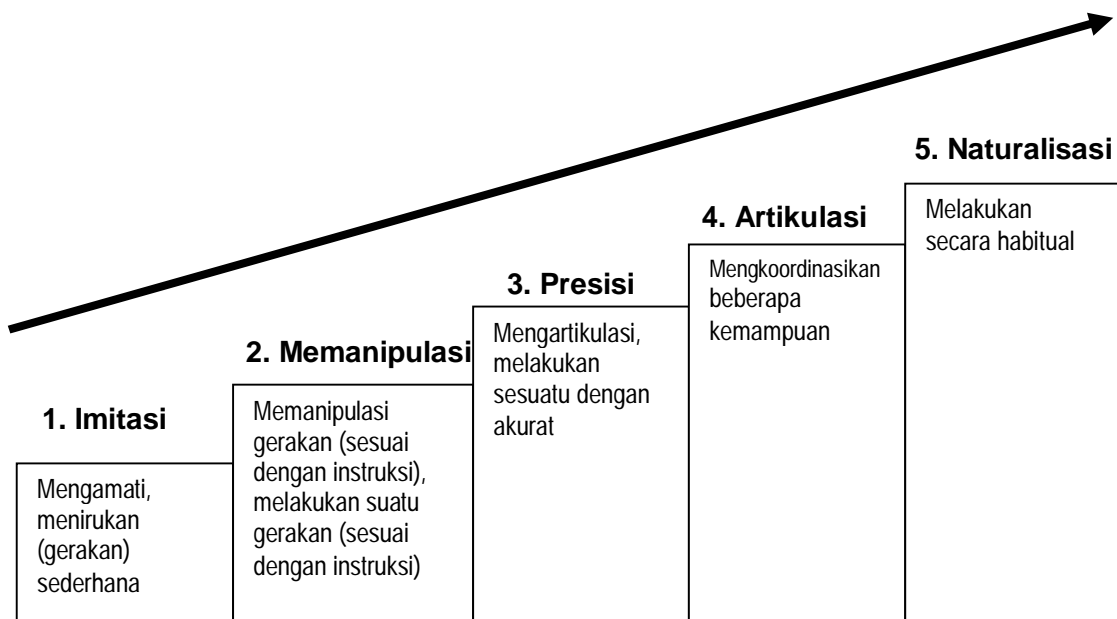 1. Imitasi
Mengamati,
menirukan
(gerakan)
sederhana
2. Memanipulasi
Memanipulasi
gerakan (sesuai
dengan instruksi),
melakukan suatu
gerakan (sesuai
dengan instruksi)
3. Presisi
Mengartikulasi,
melakukan
sesuatu dengan
akurat
4. Artikulasi
Mengkoordinasikan
beberapa
kemampuan
5. Naturalisasi
Melakukan
secara habitual